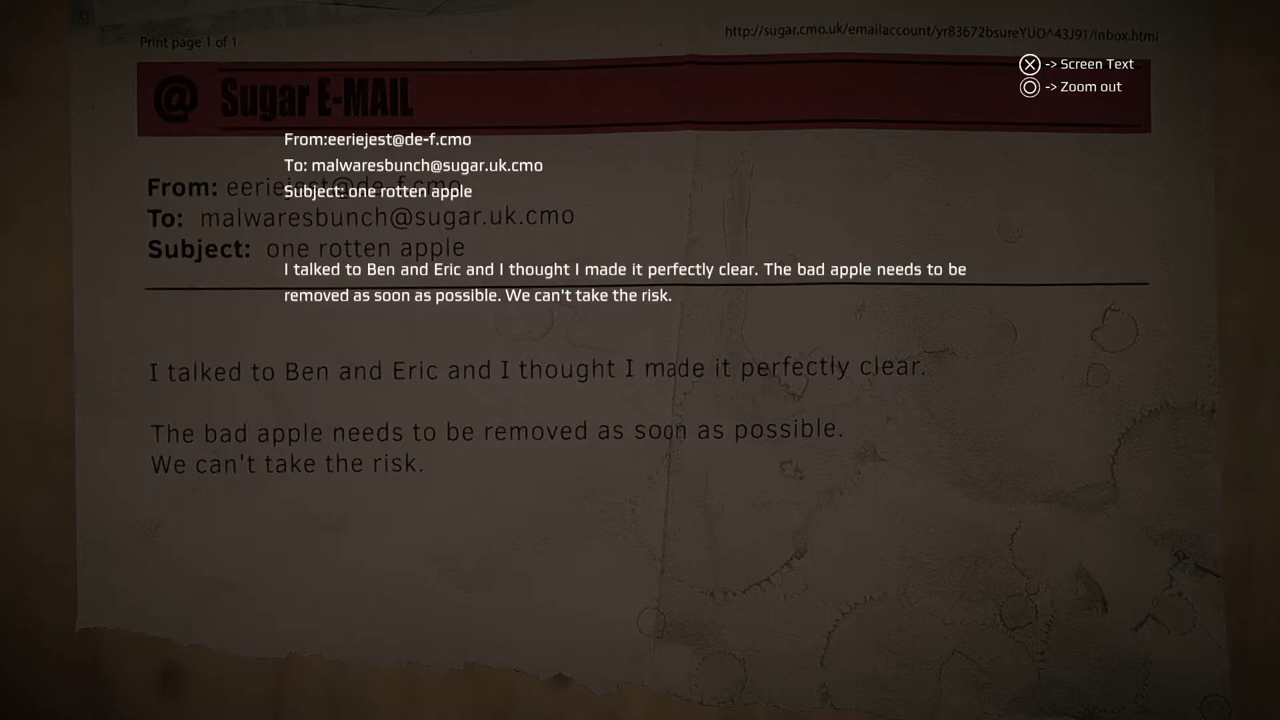 Print page 1 of 1
http://sugar.cmo.uk/emailaccount/yr83672bsureYUO^43J91/inbox.html
X -> Screen Text
O -> Zoom out
@ Sugar E-MAIL
From:eeriejest@de-f.cmo
To: malwaresbunch@sugar.uk.cmo
Subject: one rotten apple
From: eeriejest@de-f.cmo
To: malwaresbunch@sugar.uk.cmo
Subject: one rotten apple
I talked to Ben and Eric and I thought I made it perfectly clear. The bad apple needs to be
removed as soon as possible. We can't take the risk.
I talked to Ben and Eric and I thought I made it perfectly clear.
The bad apple needs to be removed as soon as possible.
We can't take the risk.